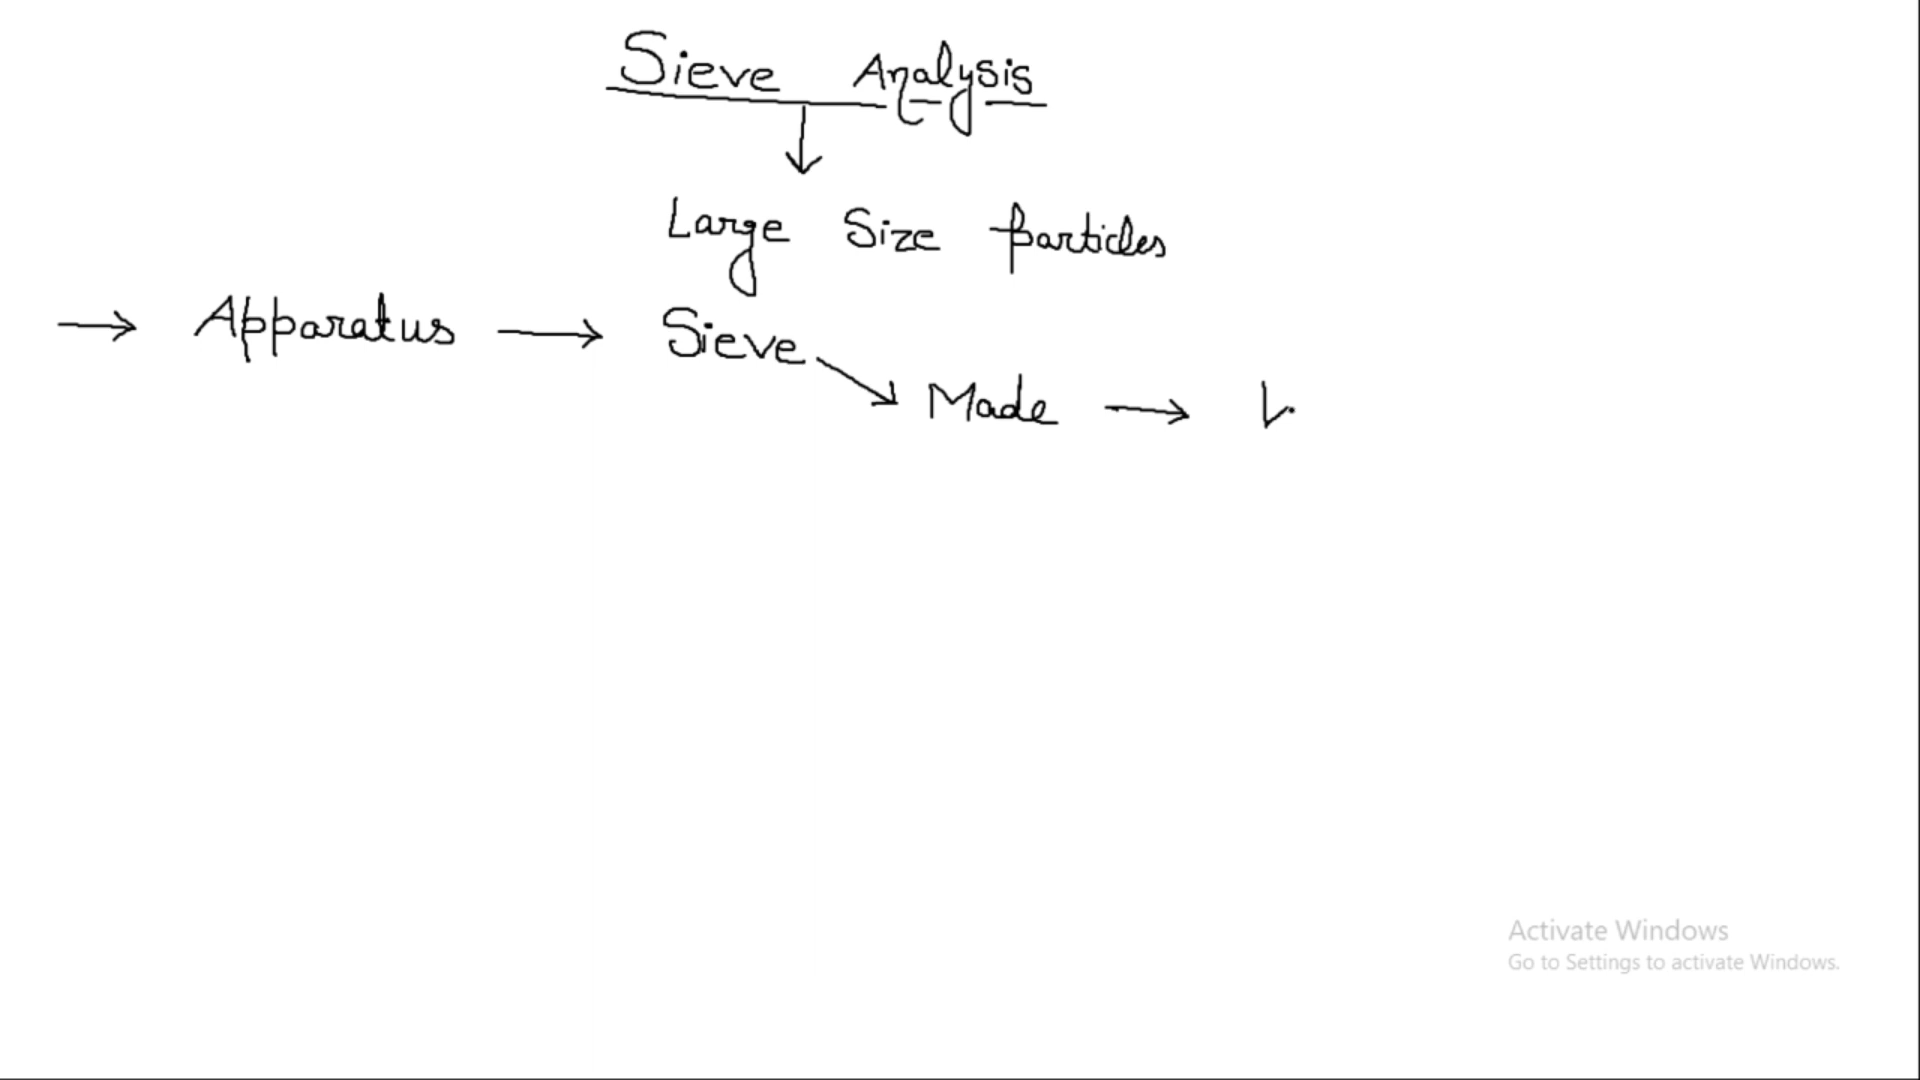 Sieve Analysis
↓
Large Size particles
→ Apparatus → Sieve
↘ Made →
Activate Windows
Go to Settings to activate Windows.